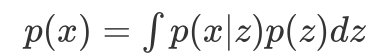 p(x) = ∫ p(x|z)p(z)dz